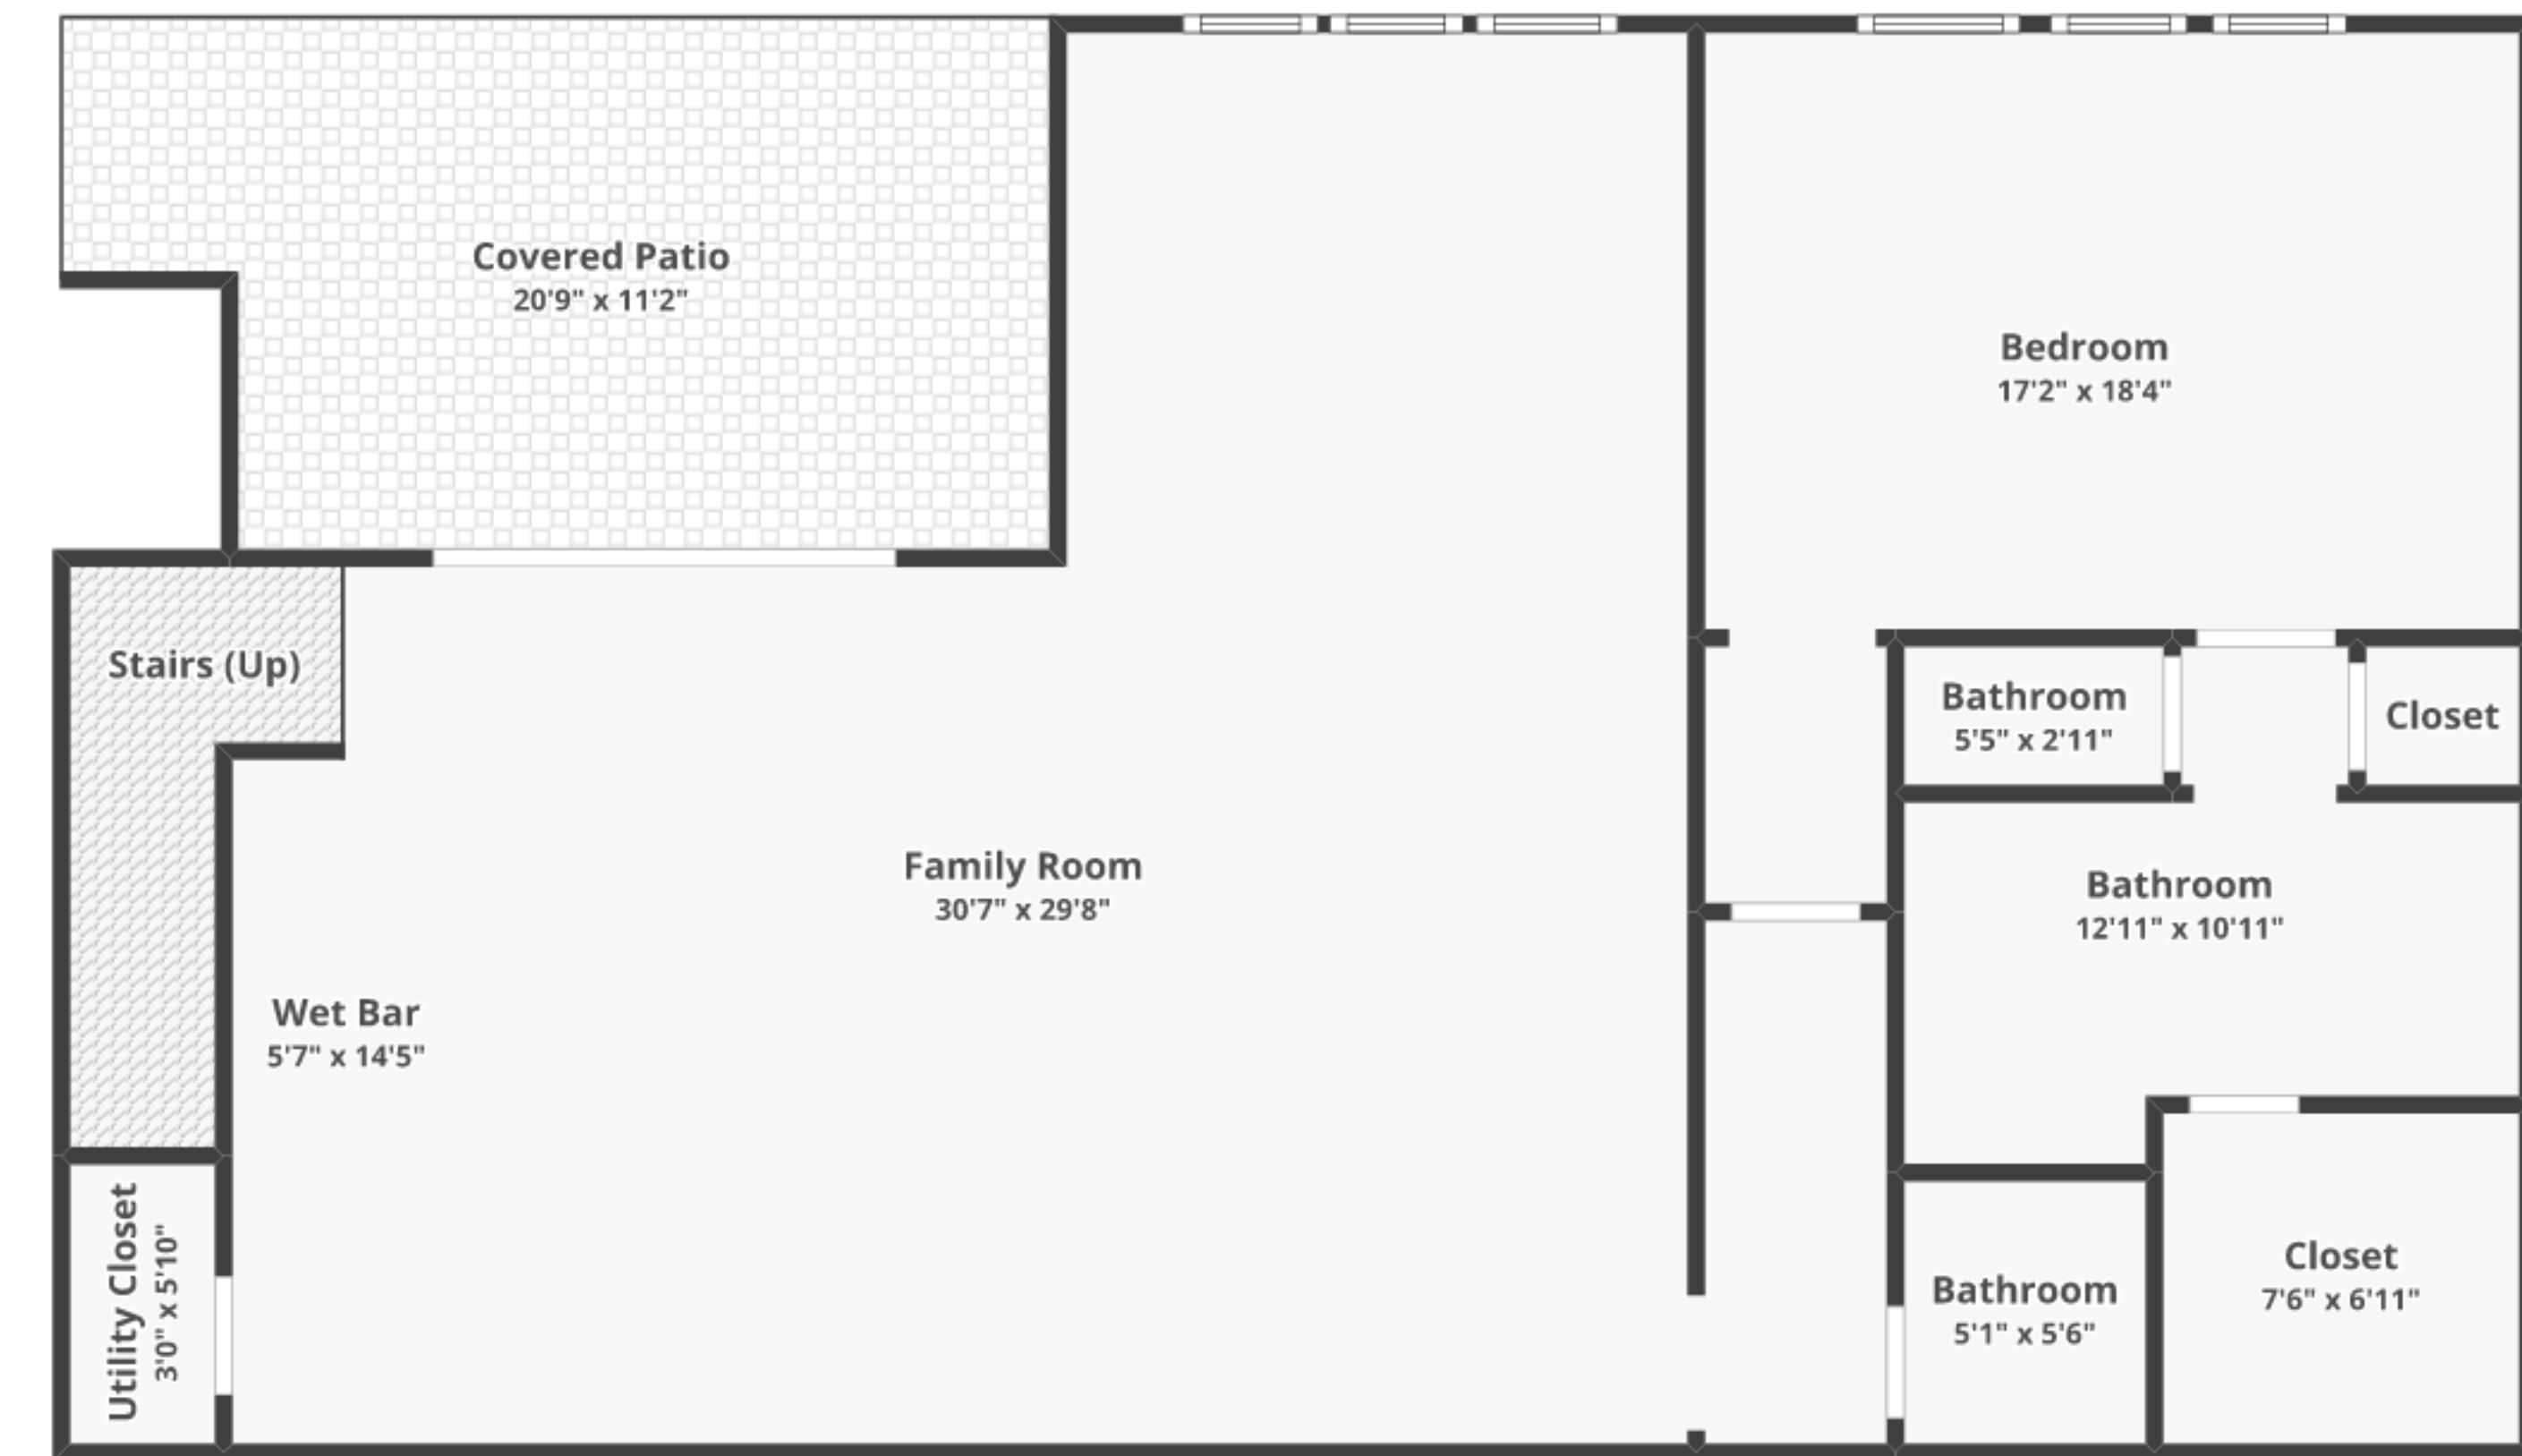 Covered Patio
20'9" x 11'2"
Bedroom
17'2" x 18'4"
Stairs (Up)
Bathroom
5'5" x 2'11"
Closet
Family Room
30'7" x 29'8"
Bathroom
12'11" x 10'11"
Wet Bar
5'7" x 14'5"
Utility Closet
3'0" x 5'10"
Bathroom
5'1" x 5'6"
Closet
7'6" x 6'11"